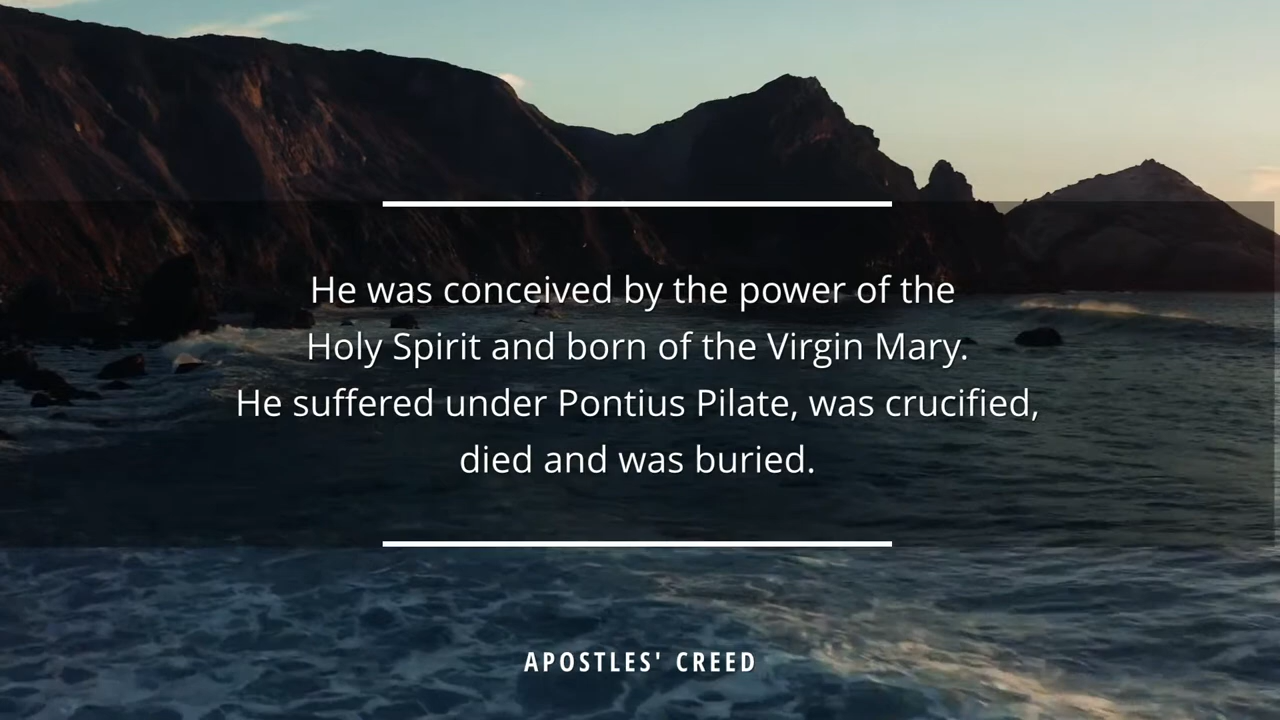 He was conceived by the power of the
Holy Spirit and born of the Virgin Mary.
He suffered under Pontius Pilate, was crucified,
died and was buried.
APOSTLES' CREED